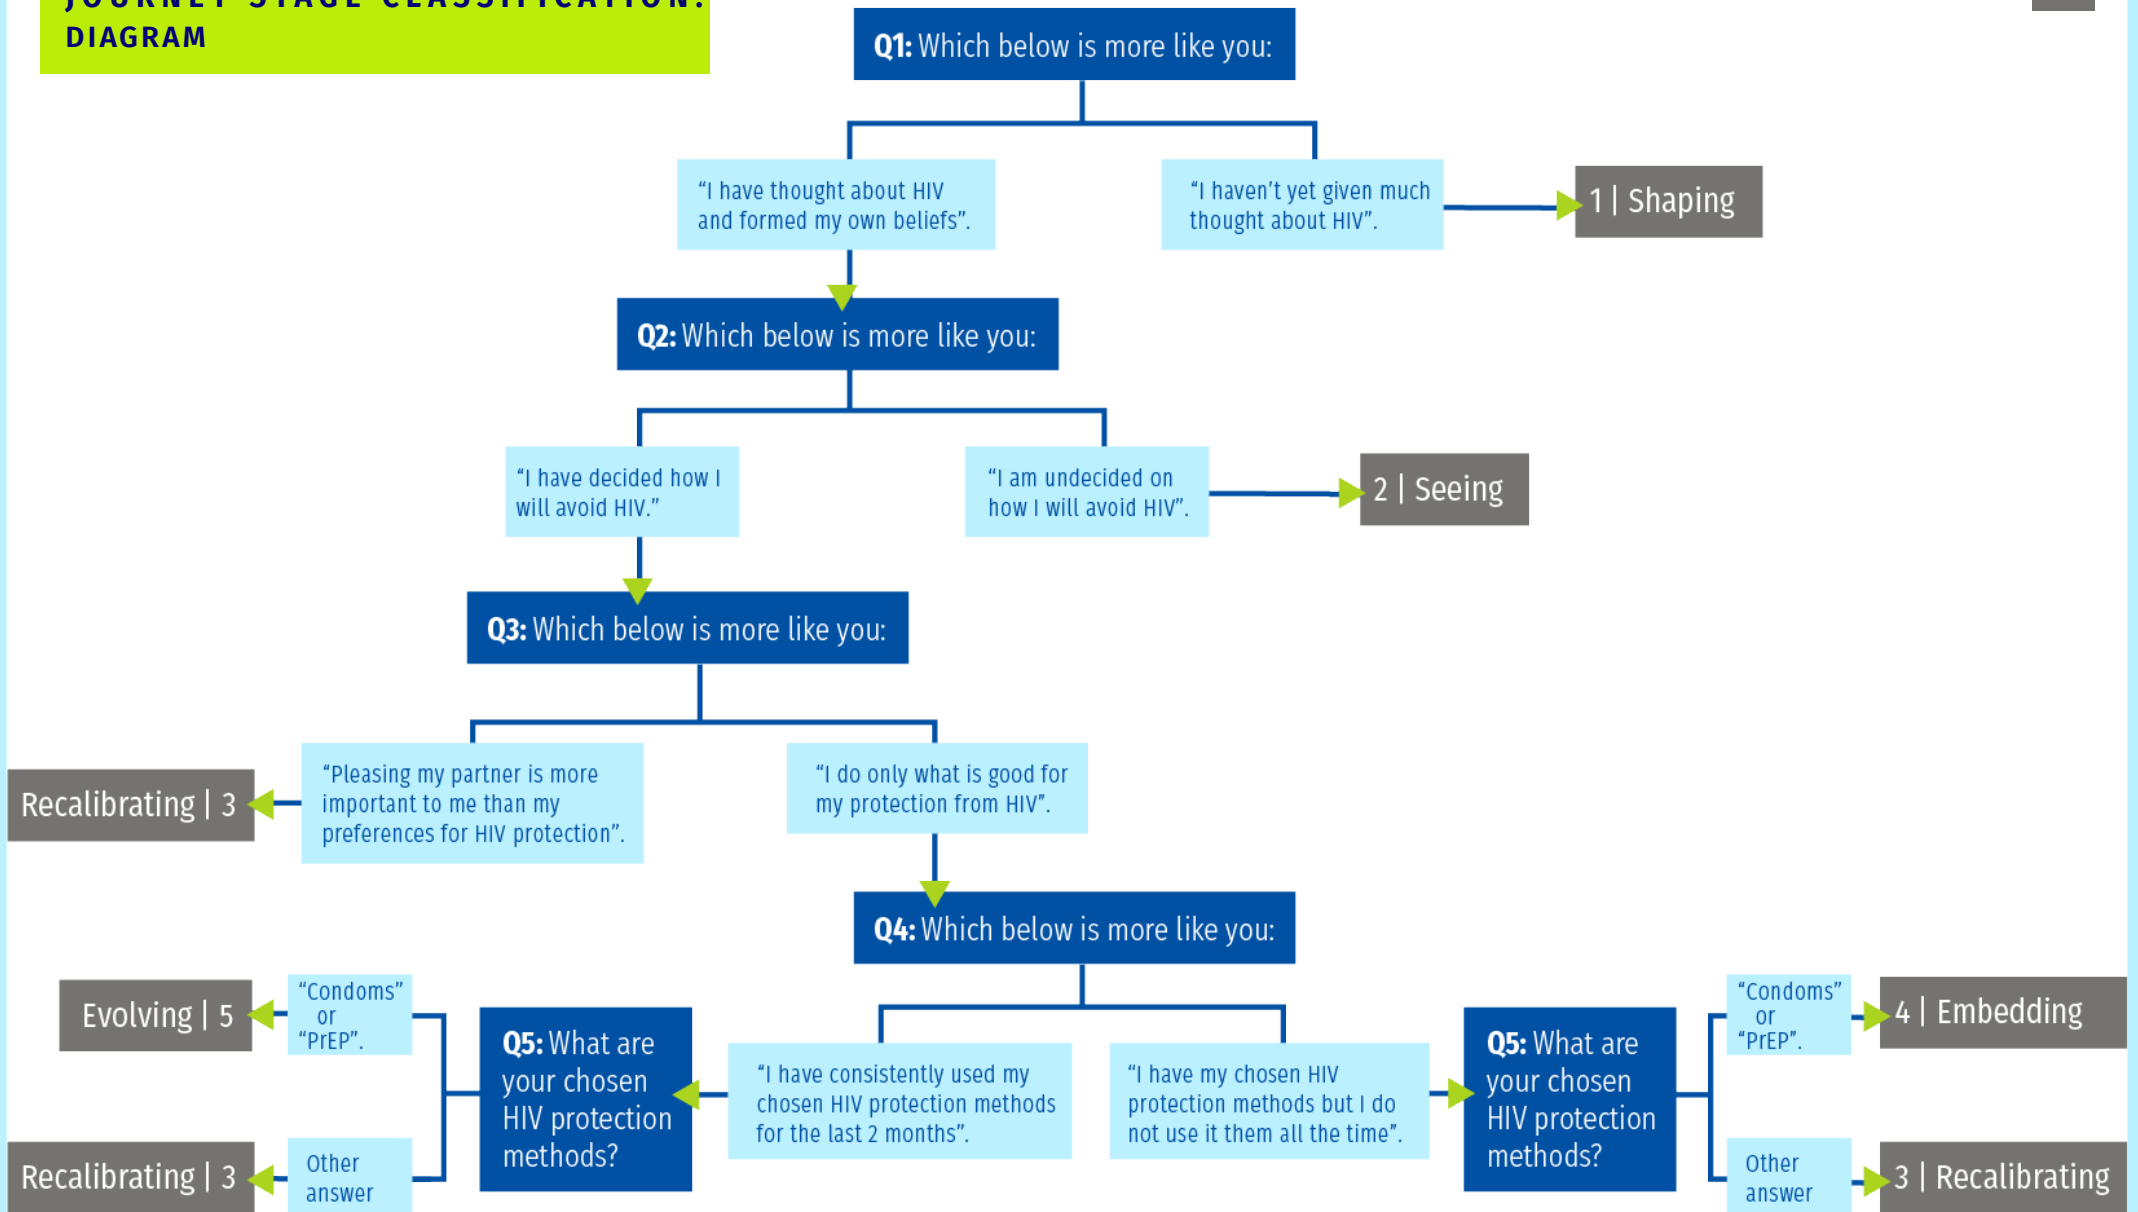 JOURNEY STAGE CLASSIFICATION:
DIAGRAM
Q1: Which below is more like you:
“I have thought about HIV
and formed my own beliefs”.
“I haven’t yet given much
thought about HIV”.
1 | Shaping
Q2: Which below is more like you:
“I have decided how I
will avoid HIV.”
“I am undecided on
how I will avoid HIV”.
2 | Seeing
Q3: Which below is more like you:
Recalibrating | 3
“Pleasing my partner is more
important to me than my
preferences for HIV protection”.
“I do only what is good for
my protection from HIV”.
Q4: Which below is more like you:
Evolving | 5
“Condoms”
or
“PrEP”.
Recalibrating | 3
Other
answer
Q5: What are
your chosen
HIV protection
methods?
“I have consistently used my
chosen HIV protection methods
for the last 2 months”.
“I have my chosen HIV
protection methods but I do
not use it them all the time”.
Q5: What are
your chosen
HIV protection
methods?
“Condoms”
or
“PrEP”.
4 | Embedding
Other
answer
3 | Recalibrating